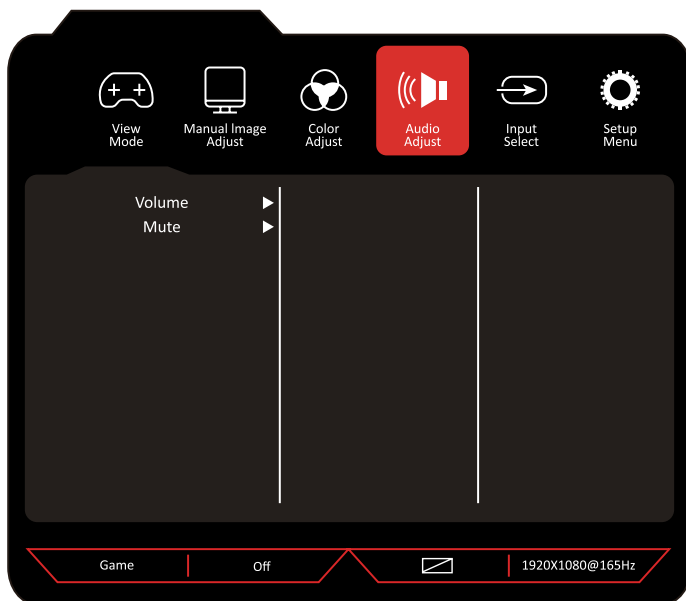 View
Mode
Manual Image
Adjust
Color
Adjust
Audio
Adjust
Input
Select
Setup
Menu
Volume
Mute
Game
Off
1920X1080@165Hz